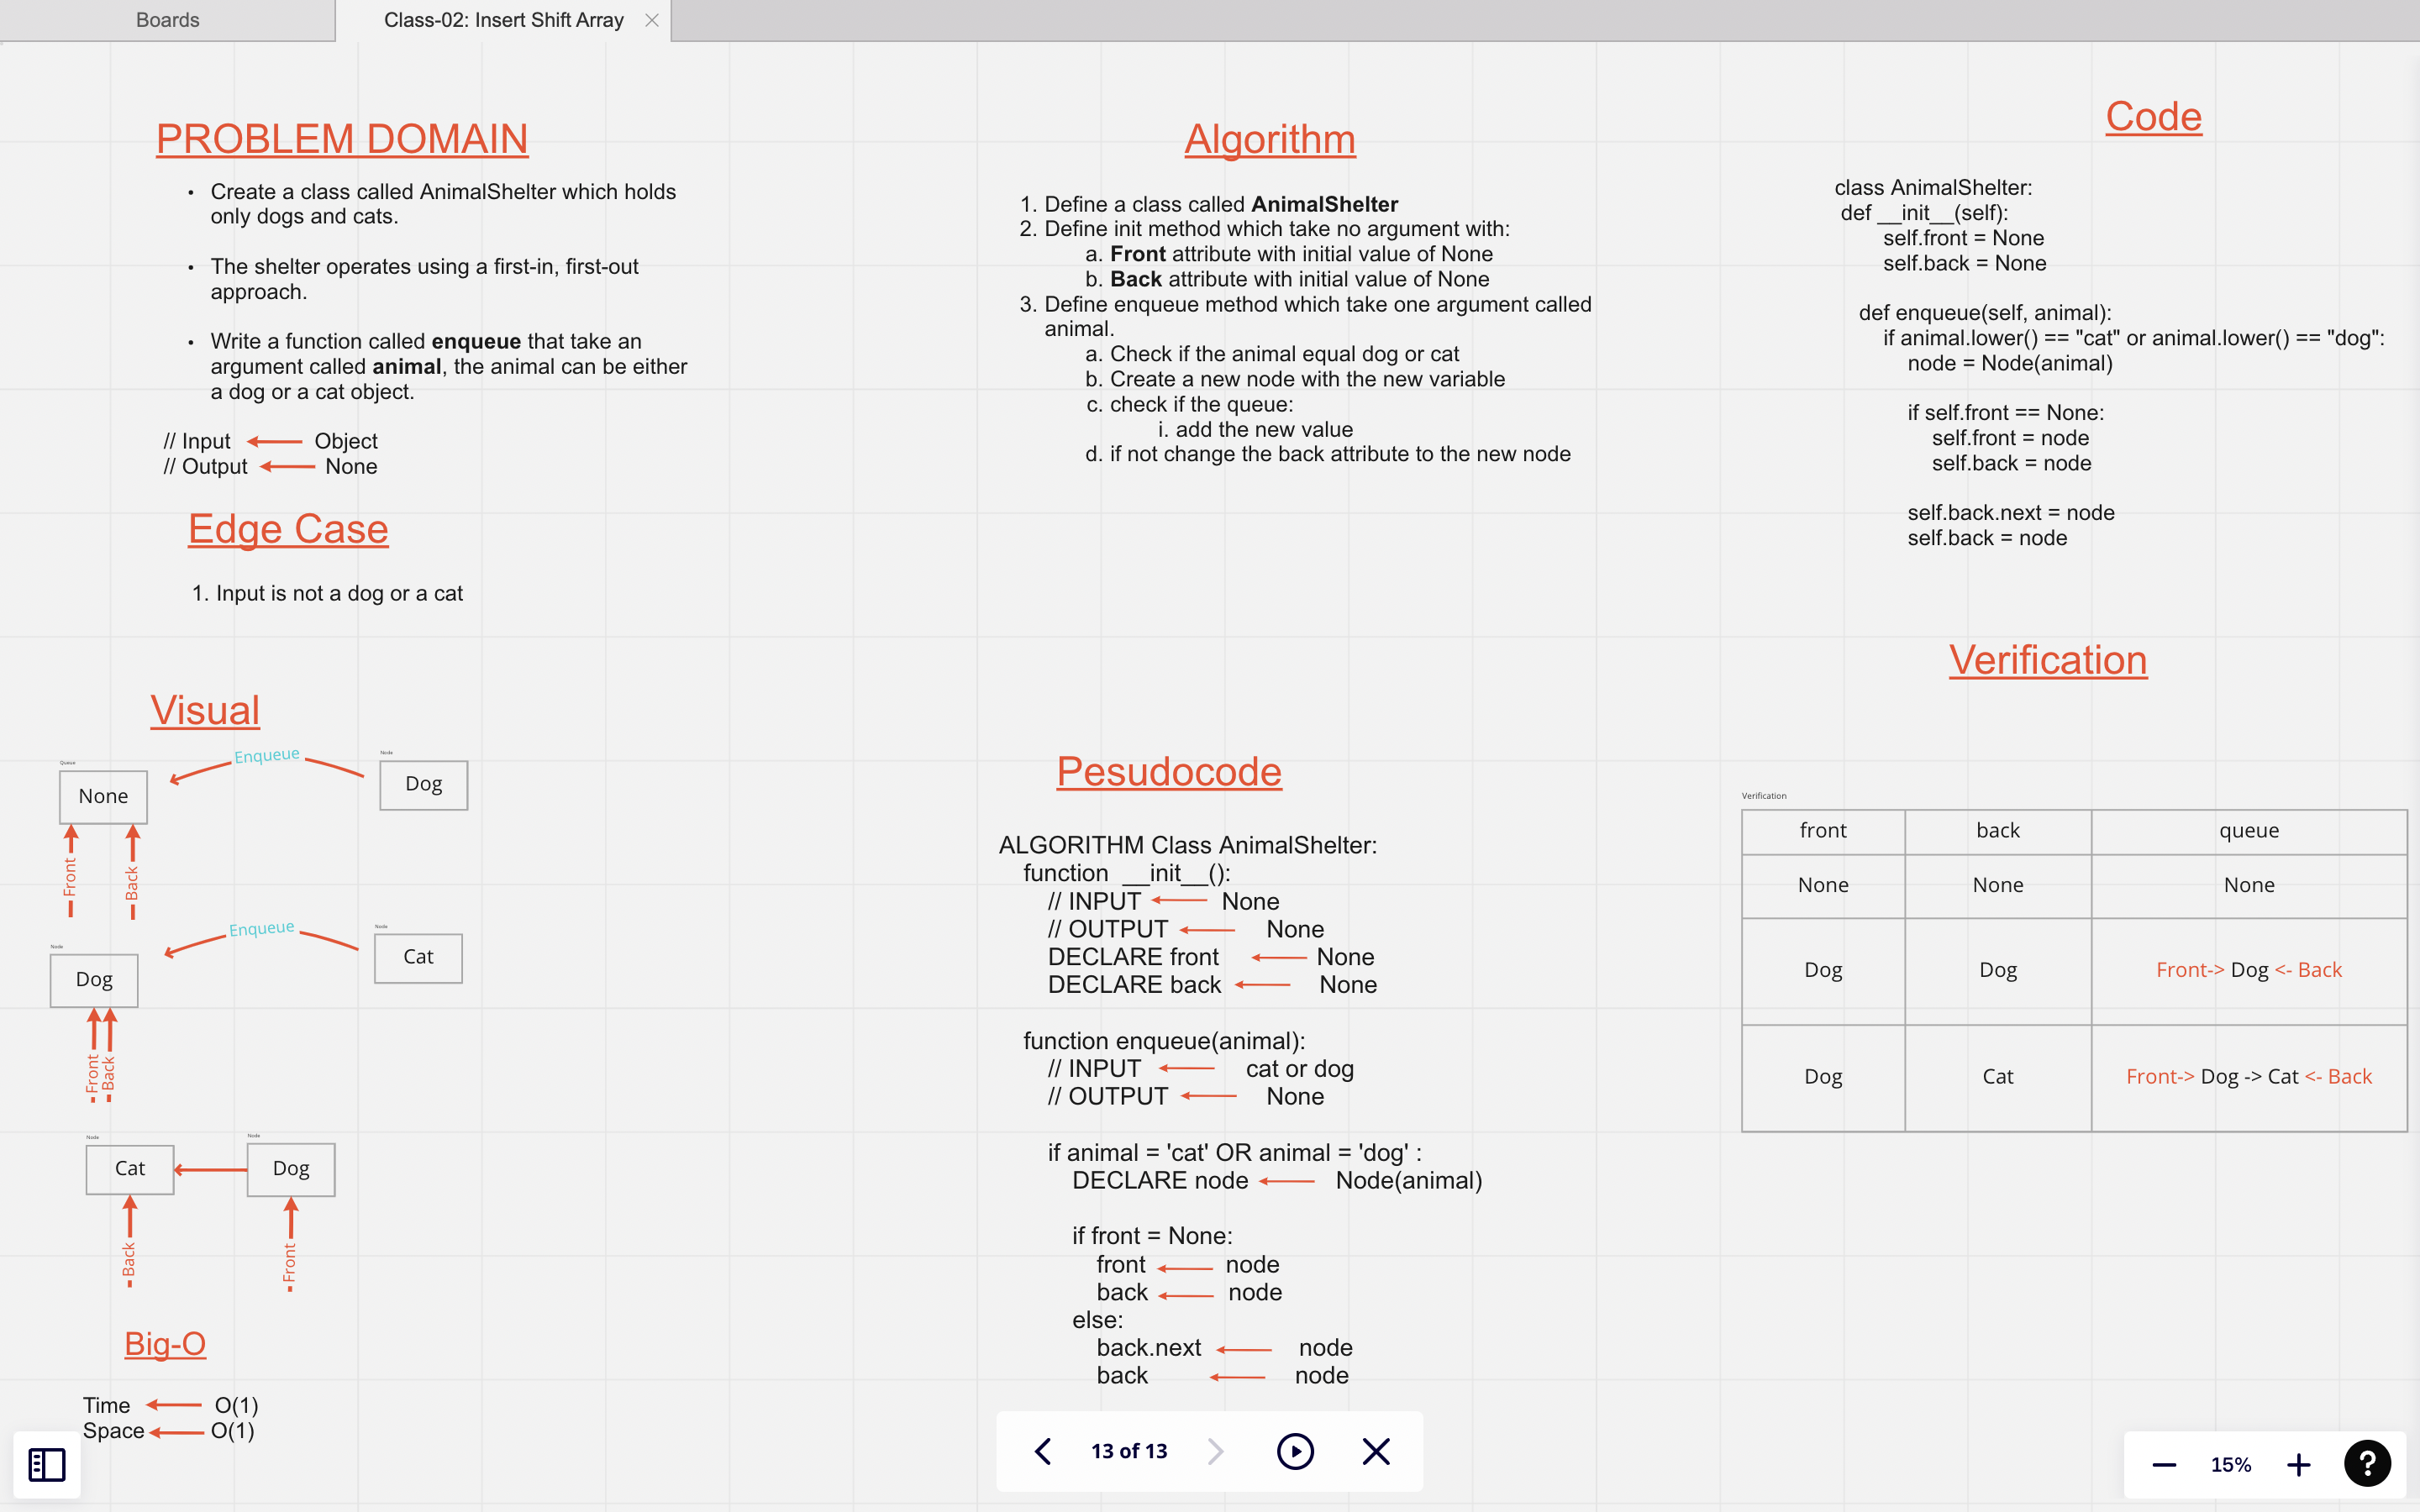 Boards
Class-02: Insert Shift Array
PROBLEM DOMAIN
• Create a class called AnimalShelter which holds
only dogs and cats.
• The shelter operates using a first-in, first-out
approach.
• Write a function called enqueue that take an
argument called animal, the animal can be either
a dog or a cat object.
// Input Object
// Output None
Edge Case
1. Input is not a dog or a cat
Visual
Queue
None
Enqueue
Node
Dog
Front
Back
Node
Dog
Enqueue
Node
Cat
Front
Back
Node
Cat
Node
Dog
Back
Front
Big-O
Time O(1)
Space O(1)
Algorithm
1. Define a class called AnimalShelter
2. Define init method which take no argument with:
a. Front attribute with initial value of None
b. Back attribute with initial value of None
3. Define enqueue method which take one argument called
animal.
a. Check if the animal equal dog or cat
b. Create a new node with the new variable
c. check if the queue:
i. add the new value
d. if not change the back attribute to the new node
Pesudocode
ALGORITHM Class AnimalShelter:
function __init__():
// INPUT None
// OUTPUT None
DECLARE front None
DECLARE back None
function enqueue(animal):
// INPUT cat or dog
// OUTPUT None
if animal = 'cat' OR animal = 'dog' :
DECLARE node Node(animal)
if front = None:
front node
back node
else:
back.next node
back node
Code
class AnimalShelter:
def __init__(self):
self.front = None
self.back = None
def enqueue(self, animal):
if animal.lower() == "cat" or animal.lower() == "dog":
node = Node(animal)
if self.front == None:
self.front = node
self.back = node
self.back.next = node
self.back = node
Verification
Verification
front back queue
None None None
Dog Dog Front-> Dog <- Back
Dog Cat Front-> Dog -> Cat <- Back
13 of 13
15%
?